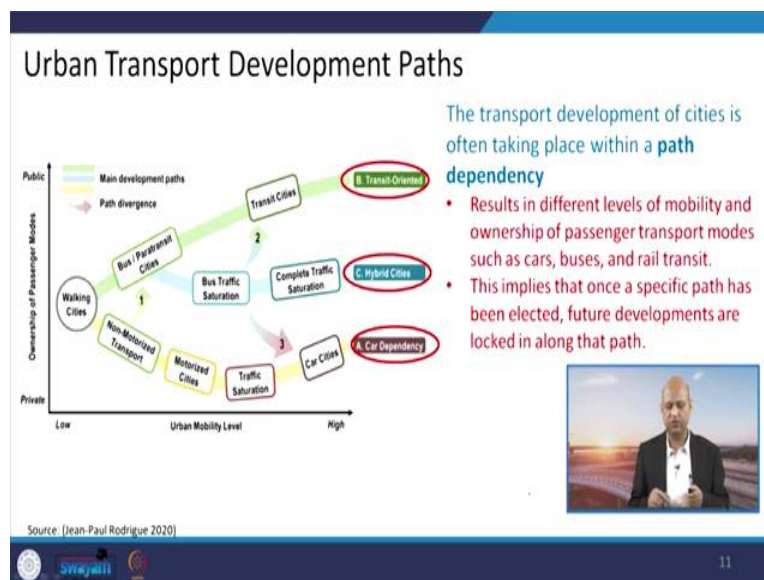 Urban Transport Development Paths
The transport development of cities is
often taking place within a path
dependency
• Results in different levels of mobility and
ownership of passenger transport modes
such as cars, buses, and rail transit.
• This implies that once a specific path has
been elected, future developments are
locked in along that path.
Public
Ownership of Passenger Modes
Private
Main development paths
Path divergence
Walking
Cities
Bus / Paratransit
Cities
Transit Cities
B. Transit-Oriented
1
2
Bus Traffic
Saturation
Complete Traffic
Saturation
C. Hybrid Cities
Non-Motorized
Transport
Motorized
Cities
Traffic
Saturation
3
Car Cities
A. Car Dependency
Low
Urban Mobility Level
High
Source: (Jean-Paul Rodrigue 2020)
swayam
11